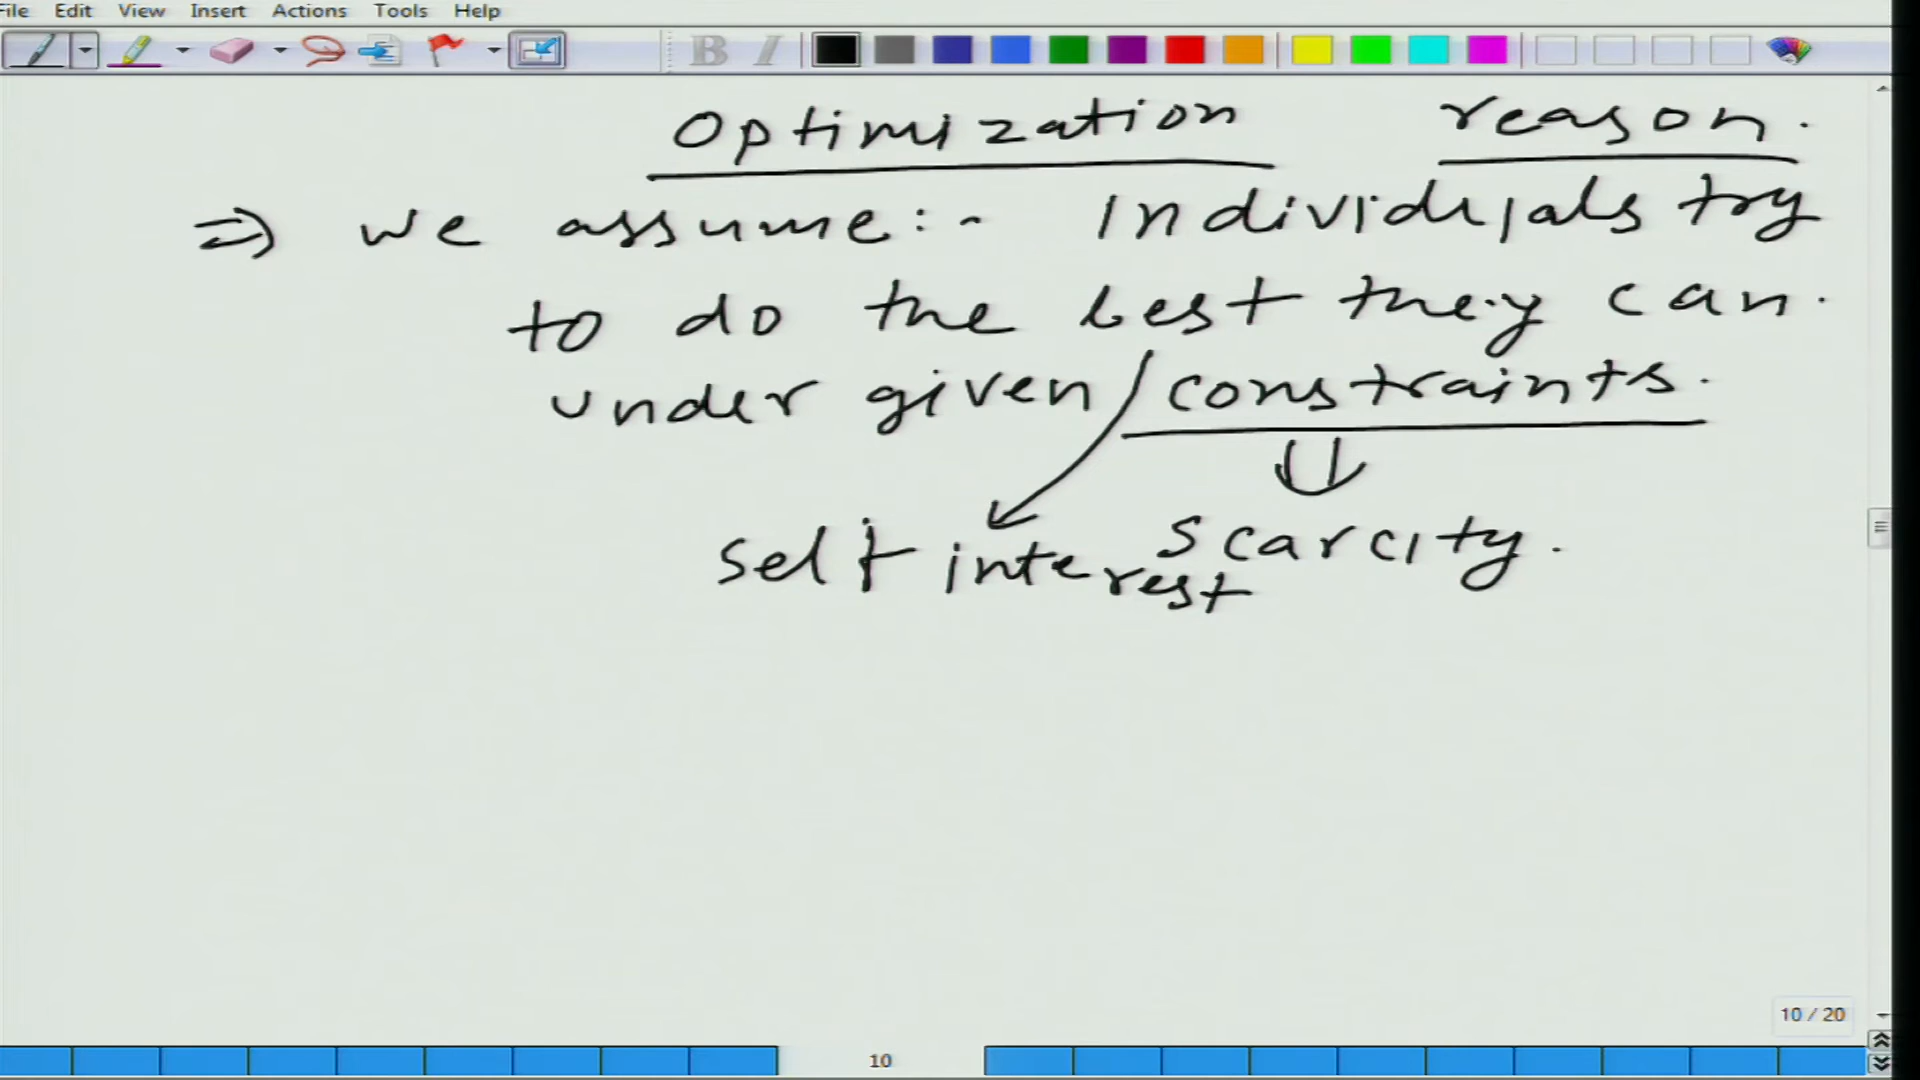 File Edit View Insert Actions Tools Help
B I
Optimization reason.
⇒ We assume:- Individuals try
to do the best they can.
under given constraints.
Self interest scarcity.
10 / 20
10